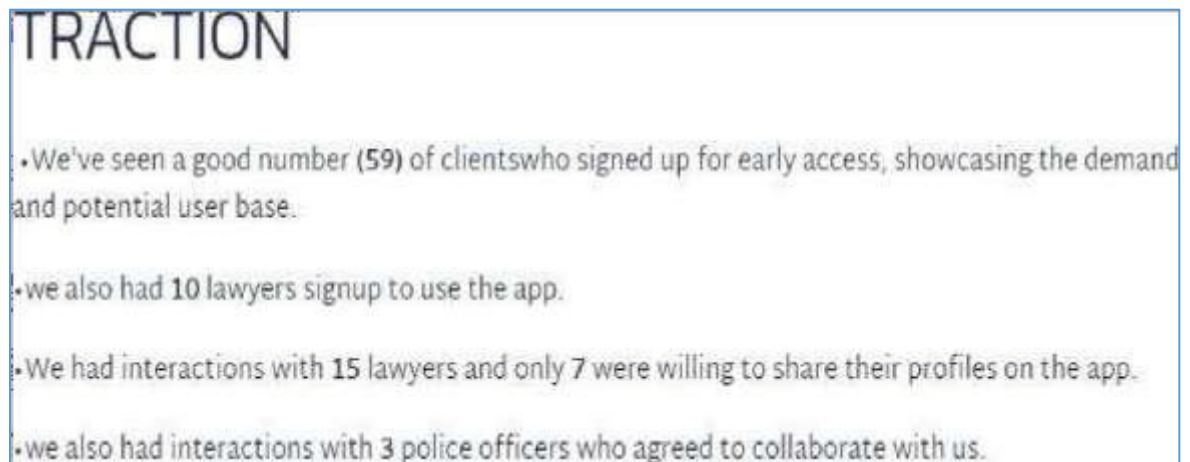 TRACTION
•We've seen a good number (59) of clientswho signed up for early access, showcasing the demand
and potential user base.
•we also had 10 lawyers signup to use the app.
•We had interactions with 15 lawyers and only 7 were willing to share their profiles on the app.
•we also had interactions with 3 police officers who agreed to collaborate with us.